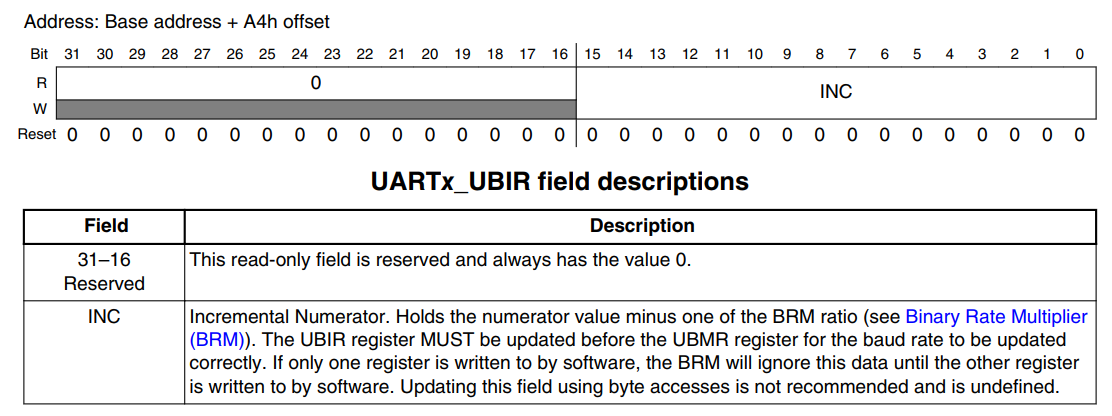 Address: Base address + A4h offset
Bit 31 30 29 28 27 26 25 24 23 22 21 20 19 18 17 16 15 14 13 12 11 10 9 8 7 6 5 4 3 2 1 0
R 0 INC
W
Reset 0 0 0 0 0 0 0 0 0 0 0 0 0 0 0 0 0 0 0 0 0 0 0 0 0 0 0 0 0 0 0 0
UARTx_UBIR field descriptions
Field Description
31–16 This read-only field is reserved and always has the value 0.
Reserved
INC Incremental Numerator. Holds the numerator value minus one of the BRM ratio (see Binary Rate Multiplier
(BRM)). The UBIR register MUST be updated before the UBMR register for the baud rate to be updated
correctly. If only one register is written to by software, the BRM will ignore this data until the other register
is written to by software. Updating this field using byte accesses is not recommended and is undefined.